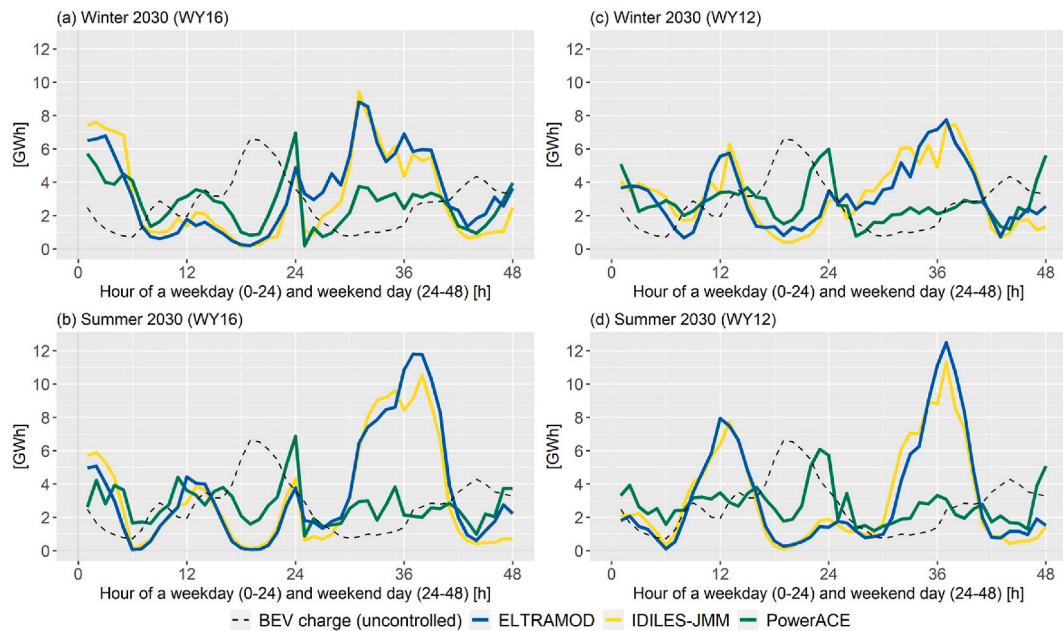 (a) Winter 2030 (WY16)
[GWh]
12
10
8
6
4
2
0
0 12 24 36 48
Hour of a weekday (0-24) and weekend day (24-48) [h]
(c) Winter 2030 (WY12)
[GWh]
12
10
8
6
4
2
0
0 12 24 36 48
Hour of a weekday (0-24) and weekend day (24-48) [h]
(b) Summer 2030 (WY16)
[GWh]
12
10
8
6
4
2
0
0 12 24 36 48
Hour of a weekday (0-24) and weekend day (24-48) [h]
(d) Summer 2030 (WY12)
[GWh]
12
10
8
6
4
2
0
0 12 24 36 48
Hour of a weekday (0-24) and weekend day (24-48) [h]
BEV charge (uncontrolled) ELTRAMOD IDILES-JMM PowerACE